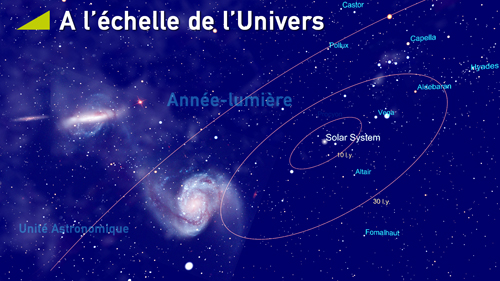 A l'échelle de l'Univers
Castor
Pollux
Capella
Hyades
Aldebaran
Année-lumière
Vega
Solar System
10 l.y.
Altair
30 l.y.
Unité Astronomique
Fomalhaut